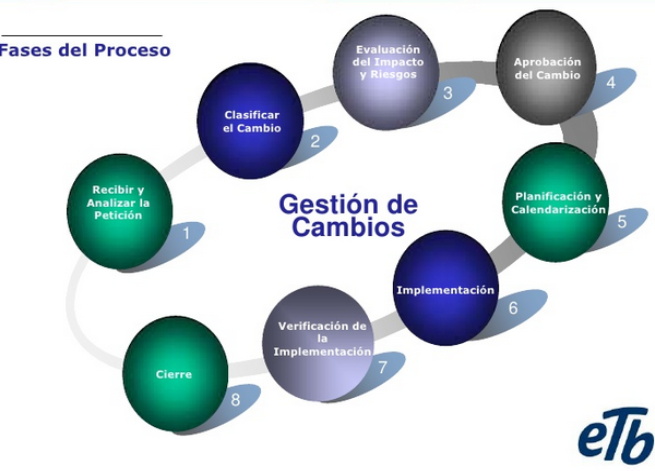 Fases del Proceso
Recibir y
Analizar la
Petición
1
Clasificar
el Cambio
2
Evaluación
del Impacto
y Riesgos
3
Aprobación
del Cambio
4
Planificación y
Calendarización
5
Implementación
6
Verificación de
la
Implementación
7
Cierre
8
Gestión de
Cambios
eTb